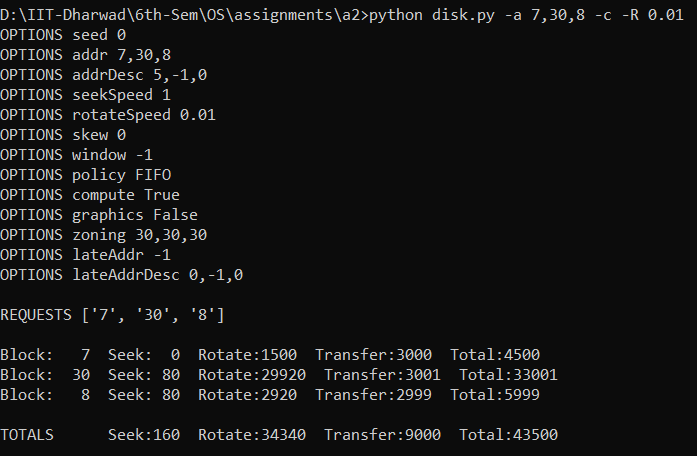 D:\IIT-Dharwad\6th-Sem\OS\assignments\a2>python disk.py -a 7,30,8 -c -R 0.01
OPTIONS seed 0
OPTIONS addr 7,30,8
OPTIONS addrDesc 5,-1,0
OPTIONS seekSpeed 1
OPTIONS rotateSpeed 0.01
OPTIONS skew 0
OPTIONS window -1
OPTIONS policy FIFO
OPTIONS compute True
OPTIONS graphics False
OPTIONS zoning 30,30,30
OPTIONS lateAddr -1
OPTIONS lateAddrDesc 0,-1,0
REQUESTS ['7', '30', '8']
Block:   7  Seek:  0  Rotate:1500  Transfer:3000  Total:4500
Block:  30  Seek: 80  Rotate:29920  Transfer:3001  Total:33001
Block:   8  Seek: 80  Rotate:2920  Transfer:2999  Total:5999
TOTALS      Seek:160  Rotate:34340  Transfer:9000  Total:43500